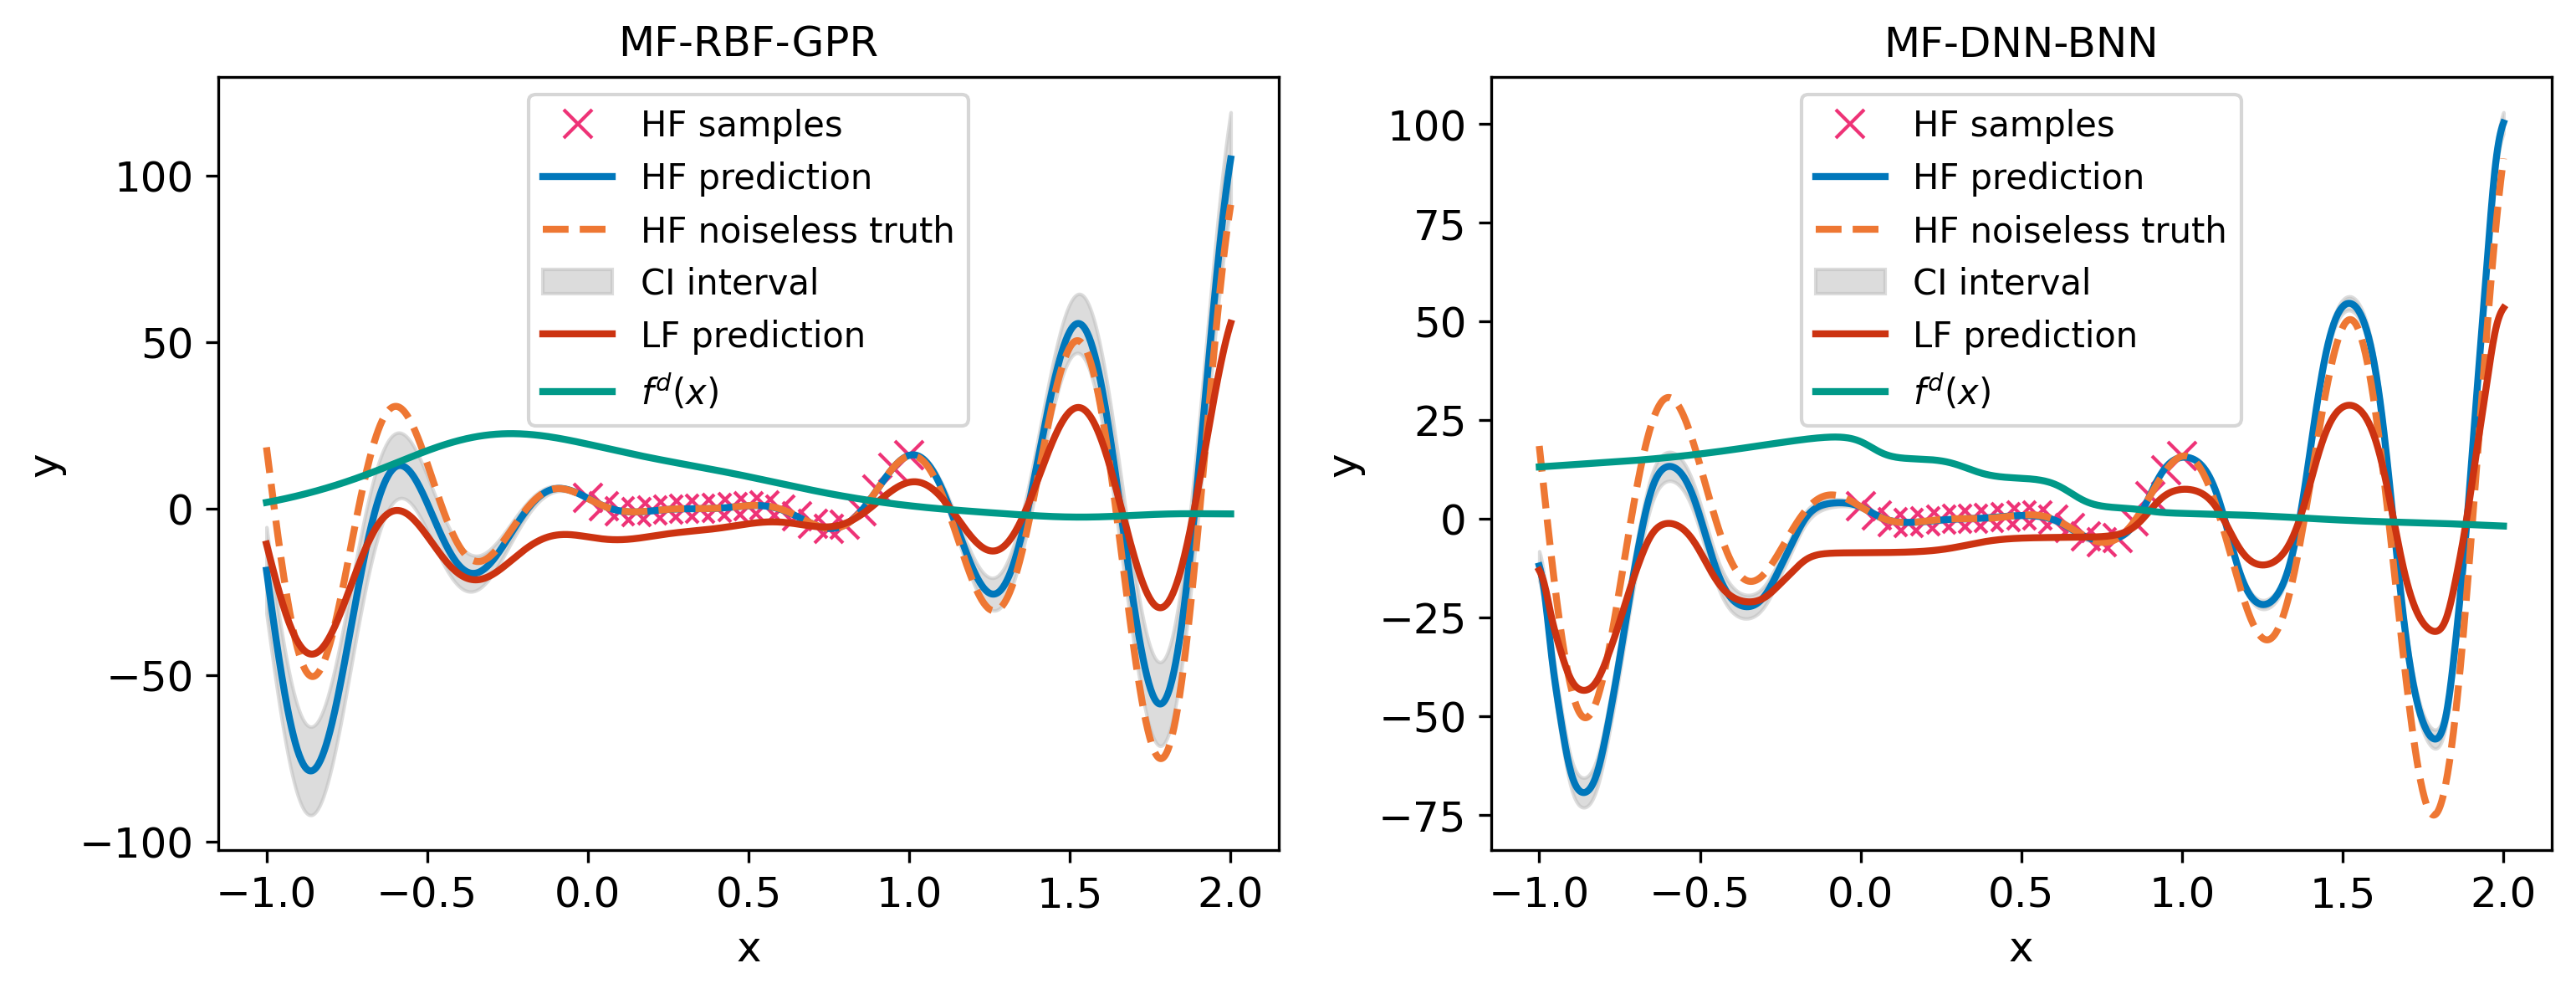 MF-RBF-GPR
y
100
50
0
−50
−100
HF samples
HF prediction
HF noiseless truth
CI interval
LF prediction
f^d(x)
−1.0 −0.5 0.0 0.5 1.0 1.5 2.0
x
MF-DNN-BNN
y
100
75
50
25
0
−25
−50
−75
HF samples
HF prediction
HF noiseless truth
CI interval
LF prediction
f^d(x)
−1.0 −0.5 0.0 0.5 1.0 1.5 2.0
x